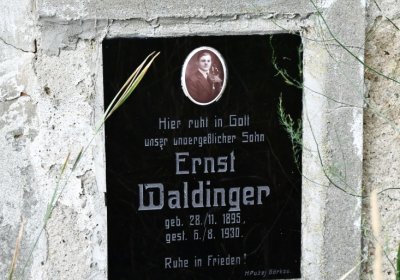 Hier ruht in Gott
unser unvergeßlicher Sohn
Ernst
Waldinger
geb. 28./11. 1895,
gest. 6./8. 1930.
Ruhe in Frieden!